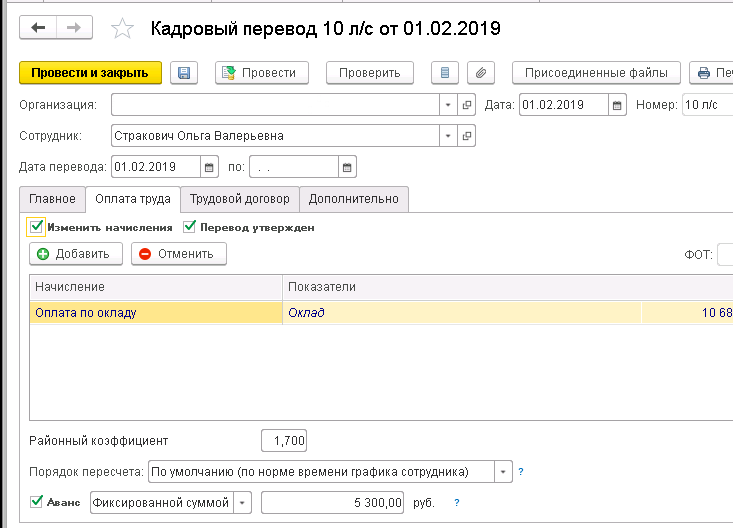 Кадровый перевод 10 л/с от 01.02.2019
Провести и закрыть Провести Проверить Присоединенные файлы
Организация: Дата: 01.02.2019 Номер: 10 л/с
Сотрудник: Стракович Ольга Валерьевна
Дата перевода: 01.02.2019 по: . .
Главное Оплата труда Трудовой договор Дополнительно
Изменить начисления Перевод утвержден
Добавить Отменить ФОТ:
Начисление Показатели
Оплата по окладу Оклад 10 68
Районный коэффициент 1,700
Порядок пересчета: По умолчанию (по норме времени графика сотрудника) ?
Аванс Фиксированной суммой 5 300,00 руб. ?